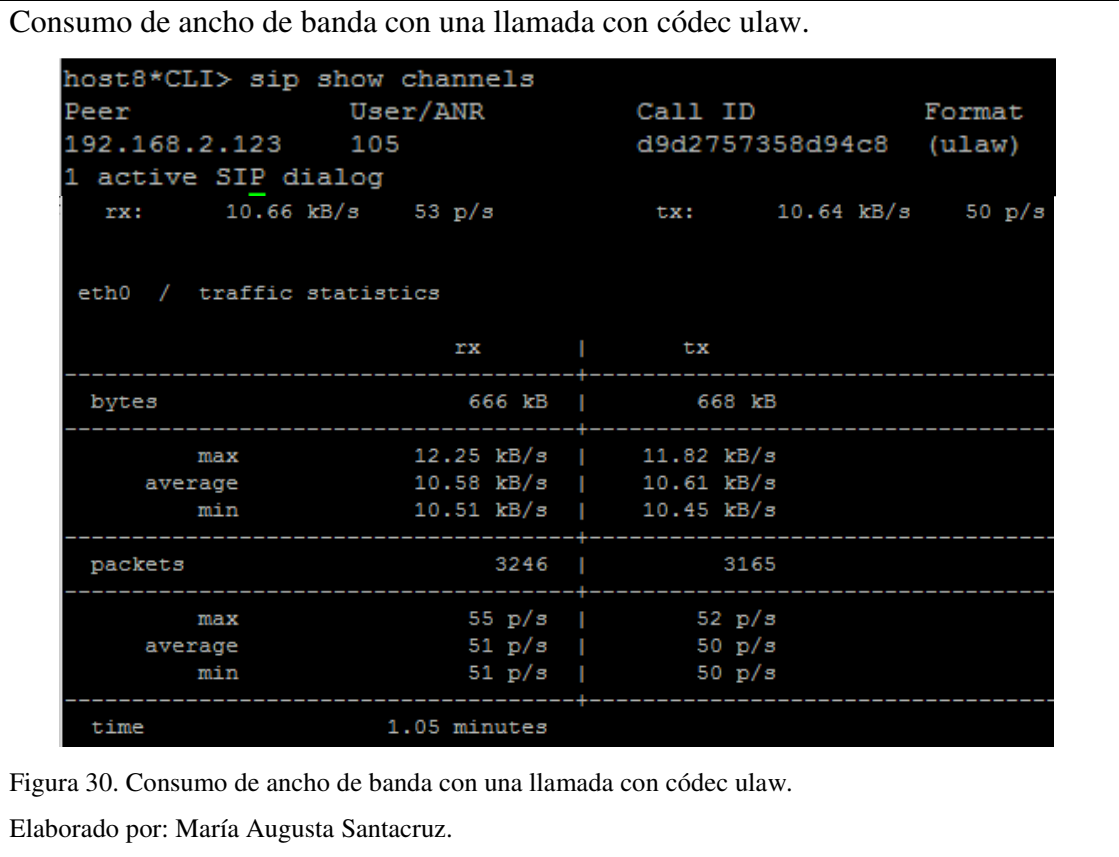 Consumo de ancho de banda con una llamada con códec ulaw.
host8*CLI> sip show channels
Peer User/ANR Call ID Format
192.168.2.123 105 d9d2757358d94c8 (ulaw)
1 active SIP dialog
rx: 10.66 kB/s 53 p/s tx: 10.64 kB/s 50 p/s
eth0 / traffic statistics
rx | tx
--------------------------------------+------------------------------------
bytes 666 kB | 668 kB
--------------------------------------+------------------------------------
max 12.25 kB/s | 11.82 kB/s
average 10.58 kB/s | 10.61 kB/s
min 10.51 kB/s | 10.45 kB/s
--------------------------------------+------------------------------------
packets 3246 | 3165
--------------------------------------+------------------------------------
max 55 p/s | 52 p/s
average 51 p/s | 50 p/s
min 51 p/s | 50 p/s
--------------------------------------+------------------------------------
time 1.05 minutes
Figura 30. Consumo de ancho de banda con una llamada con códec ulaw.
Elaborado por: María Augusta Santacruz.